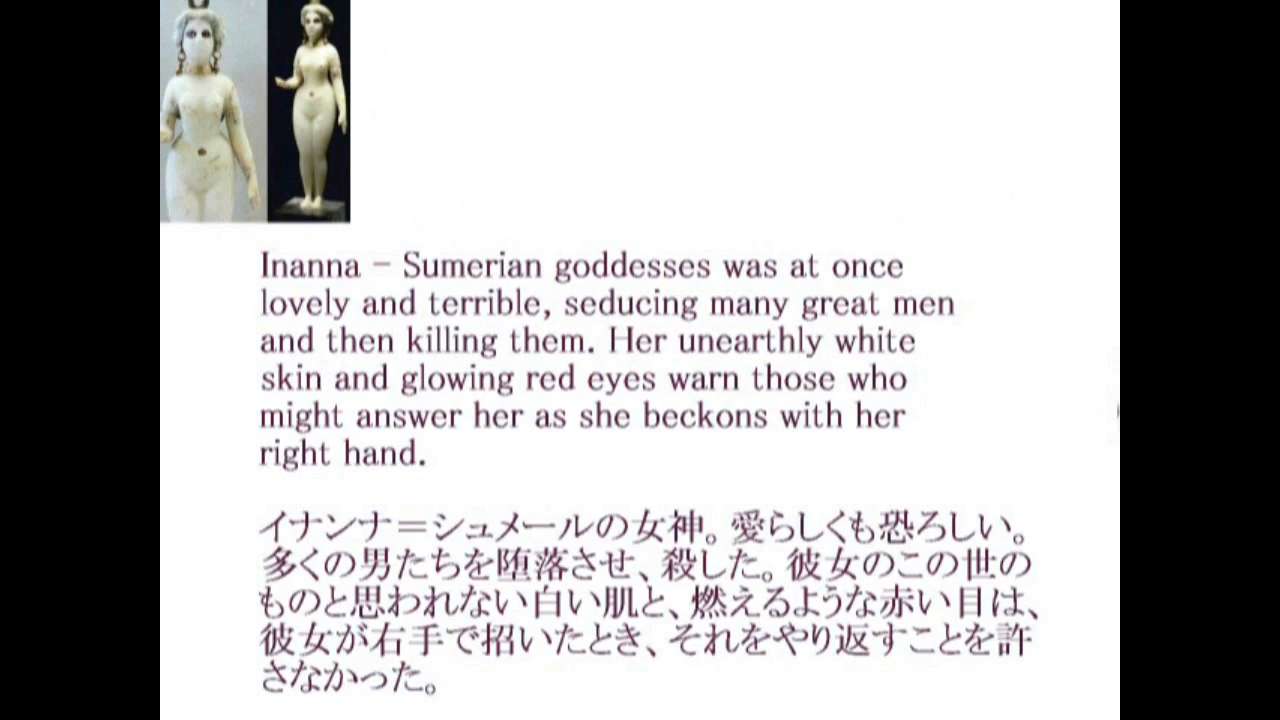 Inanna – Sumerian goddesses was at once
lovely and terrible, seducing many great men
and then killing them. Her unearthly white
skin and glowing red eyes warn those who
might answer her as she beckons with her
right hand.
イナンナ＝シュメールの女神。愛らしくも恐ろしい。
多くの男たちを堕落させ、殺した。彼女のこの世の
ものと思われない白い肌と、燃えるような赤い目は、
彼女が右手で招いたとき、それをやり返すことを許
さなかった。